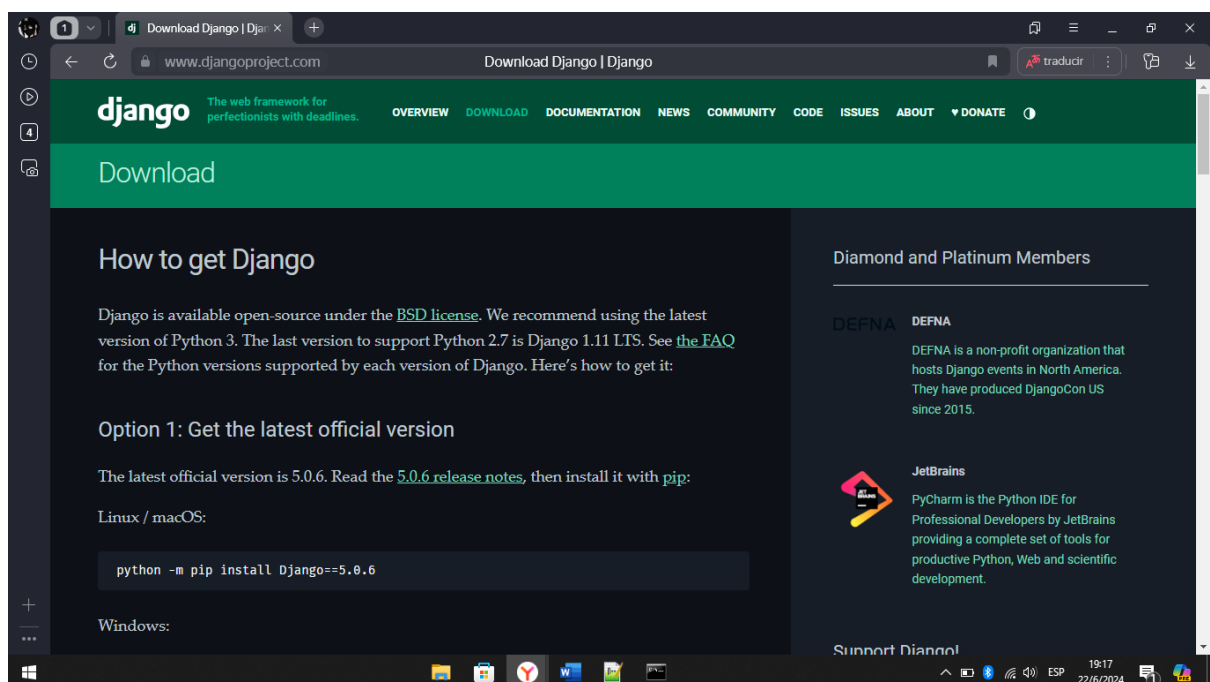 1
dj Download Django | Djan
www.djangoproject.com
Download Django | Django
traducir
4
django
The web framework for
perfectionists with deadlines.
OVERVIEW DOWNLOAD DOCUMENTATION NEWS COMMUNITY CODE ISSUES ABOUT ♥ DONATE
Download
How to get Django
Django is available open-source under the BSD license. We recommend using the latest
version of Python 3. The last version to support Python 2.7 is Django 1.11 LTS. See the FAQ
for the Python versions supported by each version of Django. Here’s how to get it:
Option 1: Get the latest official version
The latest official version is 5.0.6. Read the 5.0.6 release notes, then install it with pip:
Linux / macOS:
python -m pip install Django==5.0.6
Windows:
Diamond and Platinum Members
DEFNA
DEFNA
DEFNA is a non-profit organization that
hosts Django events in North America.
They have produced DjangoCon US
since 2015.
JET
BRAINS
JetBrains
PyCharm is the Python IDE for
Professional Developers by JetBrains
providing a complete set of tools for
productive Python, Web and scientific
development.
Support Django!
ESP
19:17
22/6/2024
1